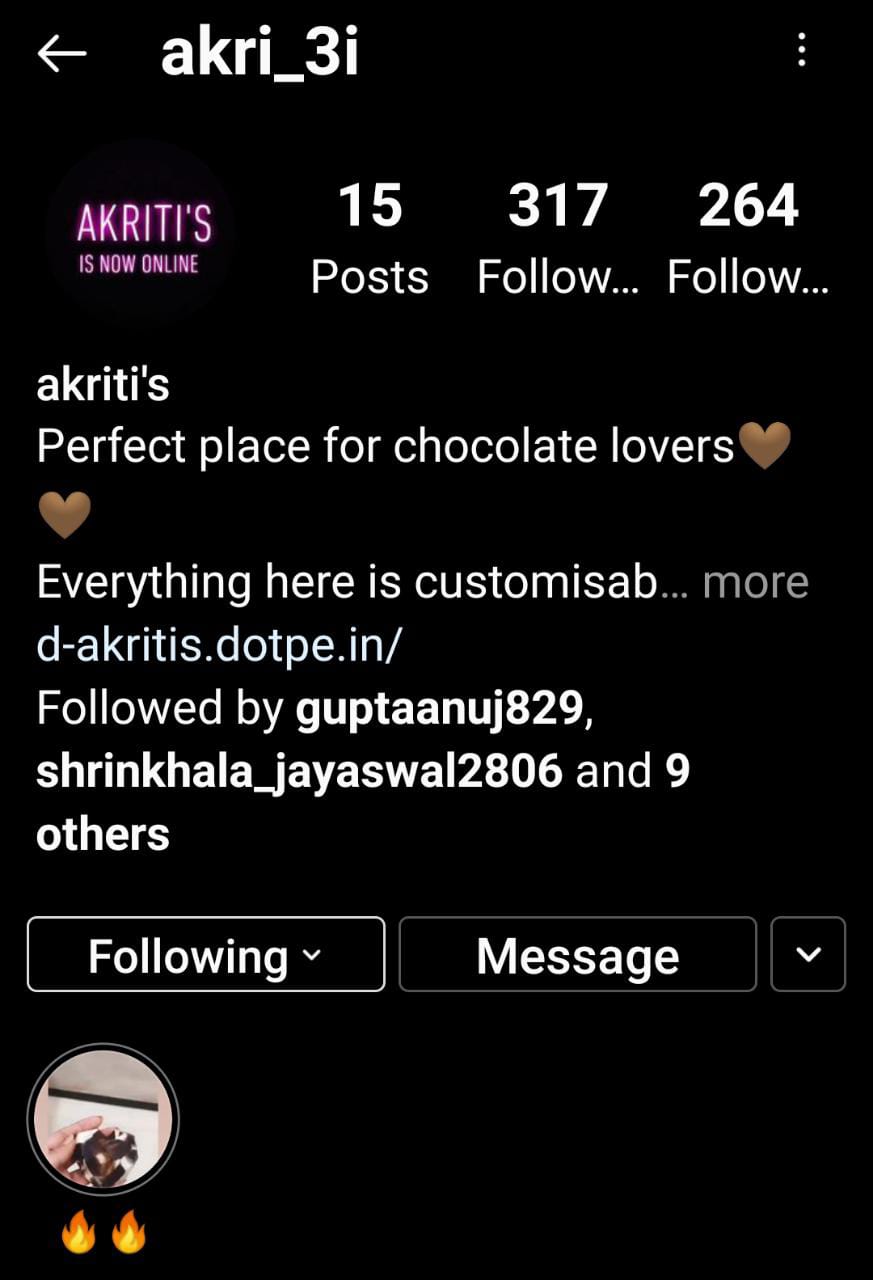 akri_3i
AKRITI'S
IS NOW ONLINE
15 317 264
Posts Follow... Follow...
akriti's
Perfect place for chocolate lovers🤎
🤎
Everything here is customisab... more
d-akritis.dotpe.in/
Followed by guptaanuj829,
shrinkhala_jayaswal2806 and 9
others
Following Message
🔥🔥